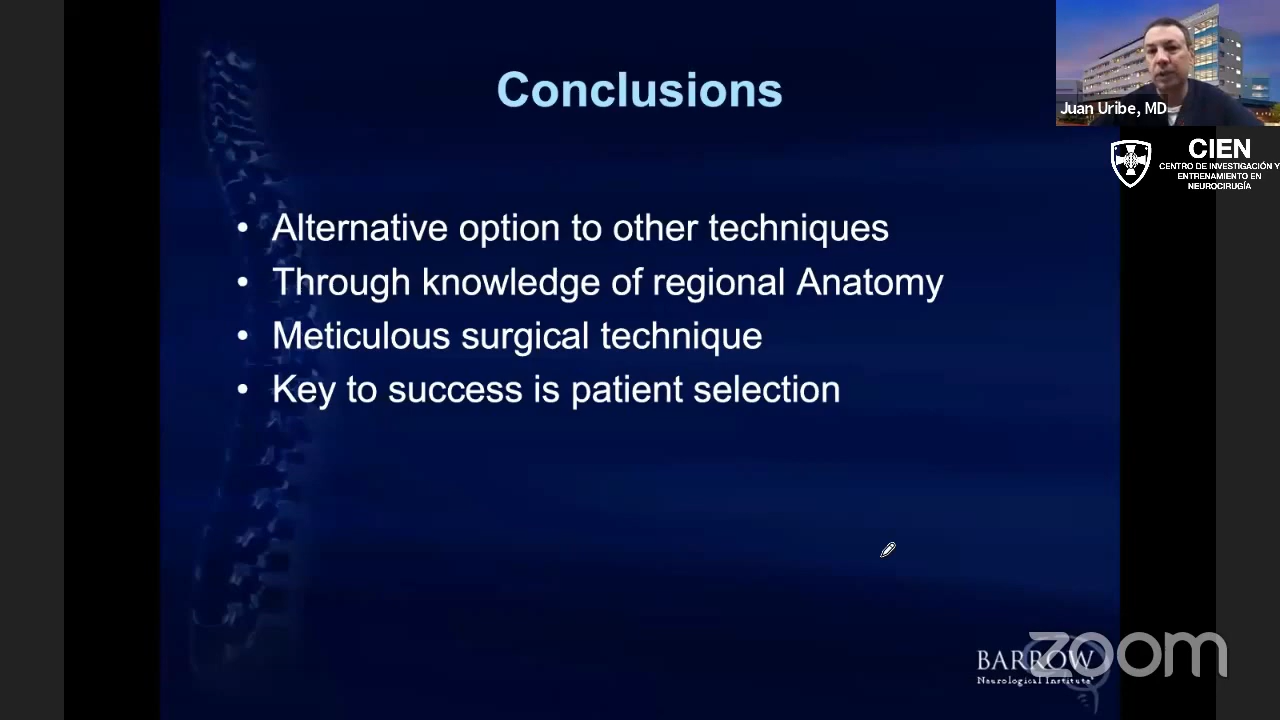 Conclusions
• Alternative option to other techniques
• Through knowledge of regional Anatomy
• Meticulous surgical technique
• Key to success is patient selection
Juan Uribe, MD
CIEN
CENTRO DE INVESTIGACIÓN Y
ENTRENAMIENTO EN
NEUROCIRUGÍA
BARROW
Neurological Institute
zoom